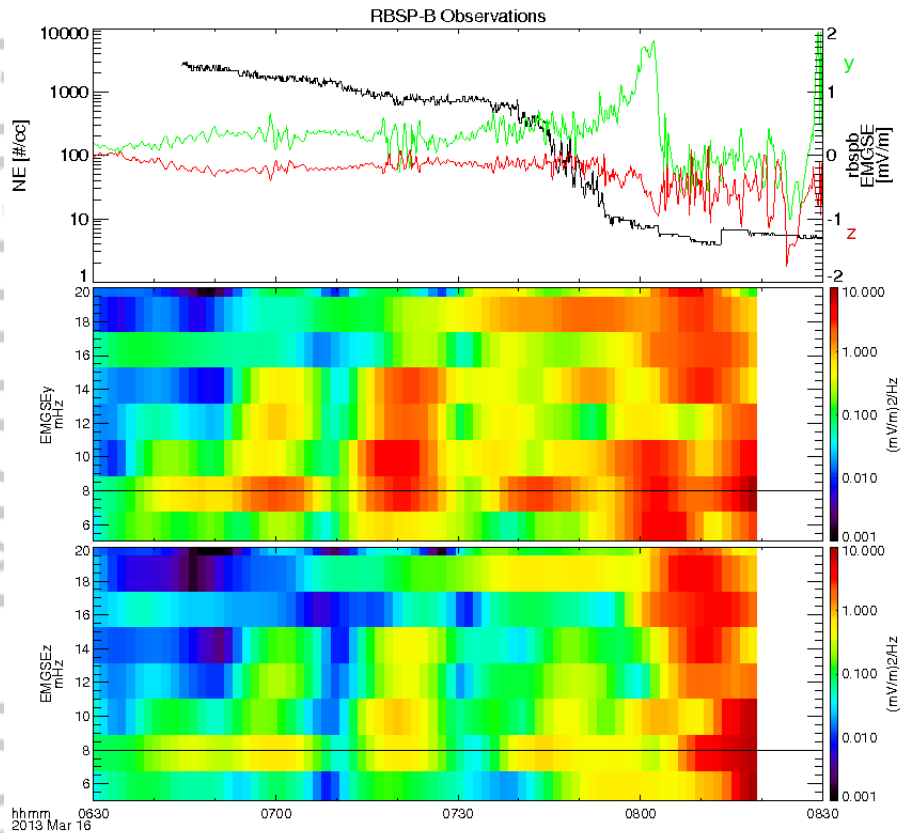 RBSP-B Observations
10000
1000
100
10
1
NE [#/cc]
2
1
0
-1
-2
y
rbspb
EMGSE
[mV/m]
z
20
18
16
14
12
10
8
6
EMGSEy
mHz
10.000
1.000
0.100
0.010
0.001
(mV/m)2/Hz
20
18
16
14
12
10
8
6
EMGSEz
mHz
10.000
1.000
0.100
0.010
0.001
(mV/m)2/Hz
0630 0700 0730 0800 0830
hhmm
2013 Mar 16